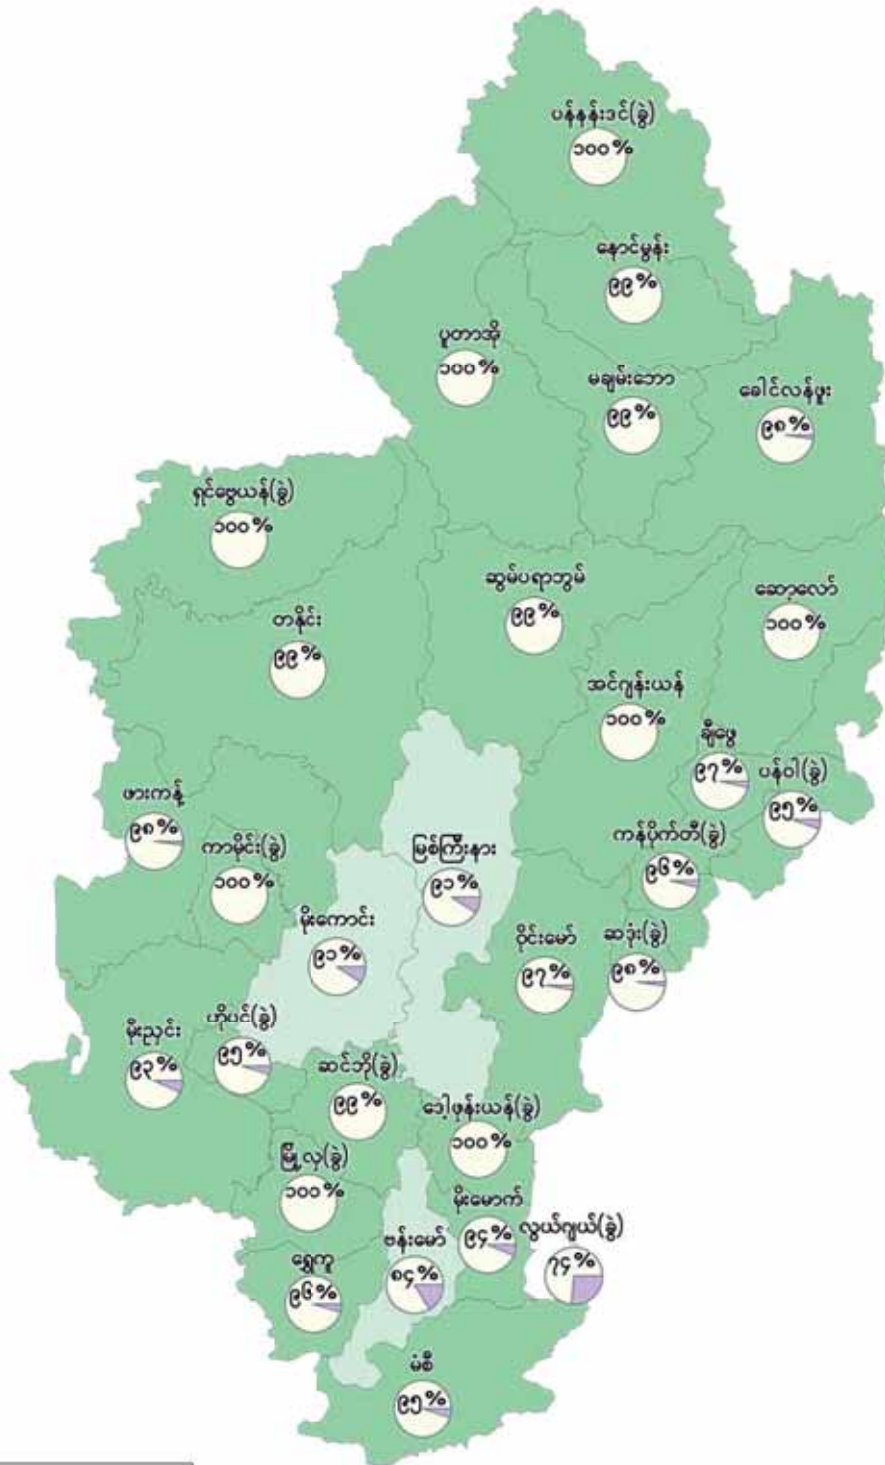 ပန်နန်းဒင်(ခွဲ)
၁၀၀%
နောင်မွန်း
၉၉%
ပူတာအို
၁၀၀%
မချမ်းဘော
၉၉%
ခေါင်လန်ဖူး
၉၈%
ရှင်ဗွေယန်(ခွဲ)
၁၀၀%
ဆွမ်ပရာဘွမ်
၉၉%
ဆော့လော်
၁၀၀%
တနိုင်း
၉၉%
အင်ဂျန်းယန်
၁၀၀%
ချီဖွေ
၉၇%
ပန်ဝါ(ခွဲ)
၉၅%
ဖားကန့်
၉၈%
ကာမိုင်း(ခွဲ)
၁၀၀%
မြစ်ကြီးနား
၉၁%
ကန်ပိုက်တီ(ခွဲ)
၉၆%
မိုးကောင်း
၉၁%
ဝိုင်းမော်
၉၇%
ဆဒုံး(ခွဲ)
၉၈%
မိုးညှင်း
၉၃%
ဟိုပင်(ခွဲ)
၉၅%
ဆင်ဘို(ခွဲ)
၉၉%
ဒေါ့ဖုန်းယန်(ခွဲ)
၁၀၀%
မြို့လှ(ခွဲ)
၁၀၀%
မိုးမောက်
၉၄%
လွယ်ဂျယ်(ခွဲ)
၇၄%
ရွှေကူ
၉၆%
ဗန်းမော်
၈၄%
မံစီ
၉၅%